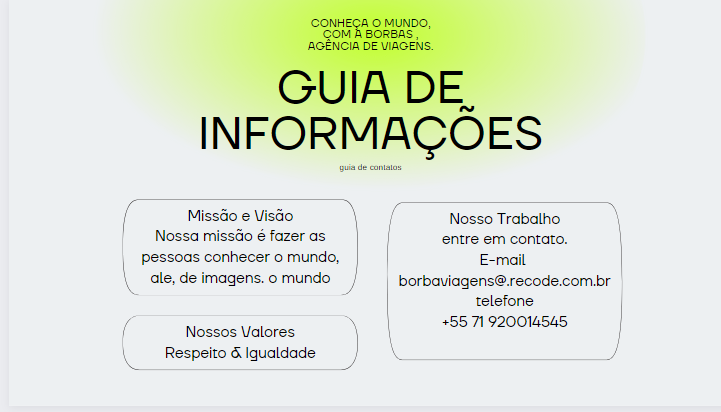 CONHEÇA O MUNDO,
COM A BORBAS ,
AGÊNCIA DE VIAGENS.
GUIA DE
INFORMAÇÕES
guia de contatos
Missão e Visão
Nossa missão é fazer as
pessoas conhecer o mundo,
ale, de imagens. o mundo
Nossos Valores
Respeito & Igualdade
Nosso Trabalho
entre em contato.
E-mail
borbaviagens@.recode.com.br
telefone
+55 71 920014545